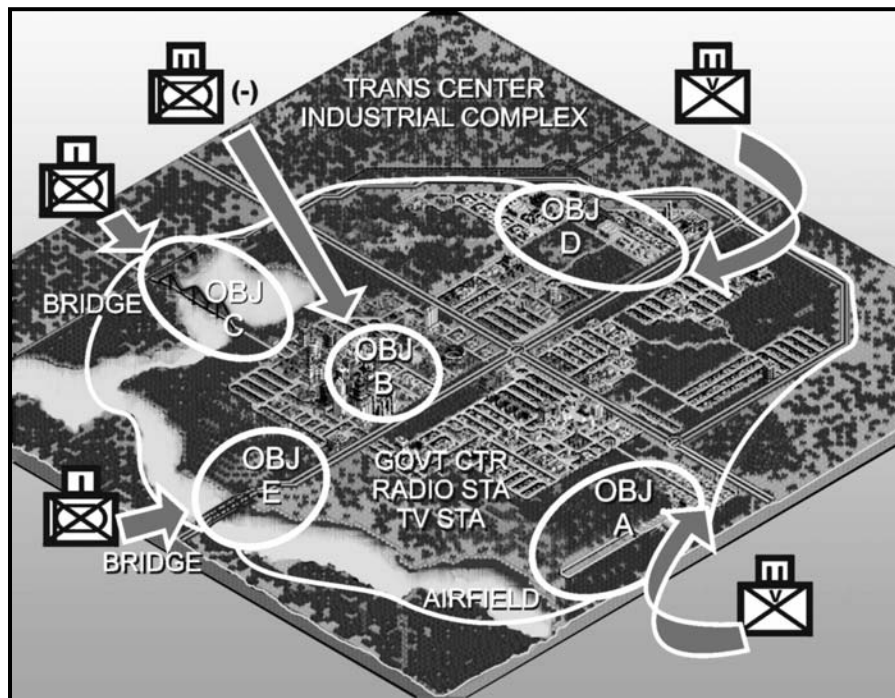 (-)
TRANS CENTER
INDUSTRIAL COMPLEX
V
OBJ
D
BRIDGE
OBJ
C
OBJ
B
OBJ
E
GOVT CTR
RADIO STA
TV STA
OBJ
A
BRIDGE
AIRFIELD
V